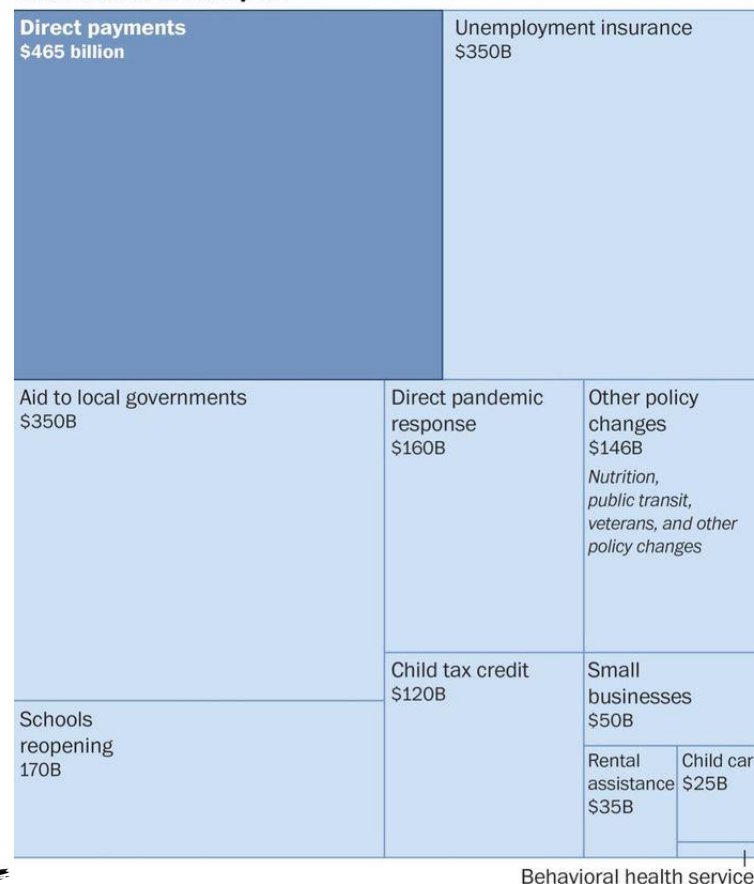 Direct payments
$465 billion
Unemployment insurance
$350B
Aid to local governments
$350B
Direct pandemic
response
$160B
Other policy
changes
$146B
Nutrition,
public transit,
veterans, and other
policy changes
Child tax credit
$120B
Small
businesses
$50B
Schools
reopening
170B
Rental
assistance
$35B
Child car
$25B
Behavioral health service